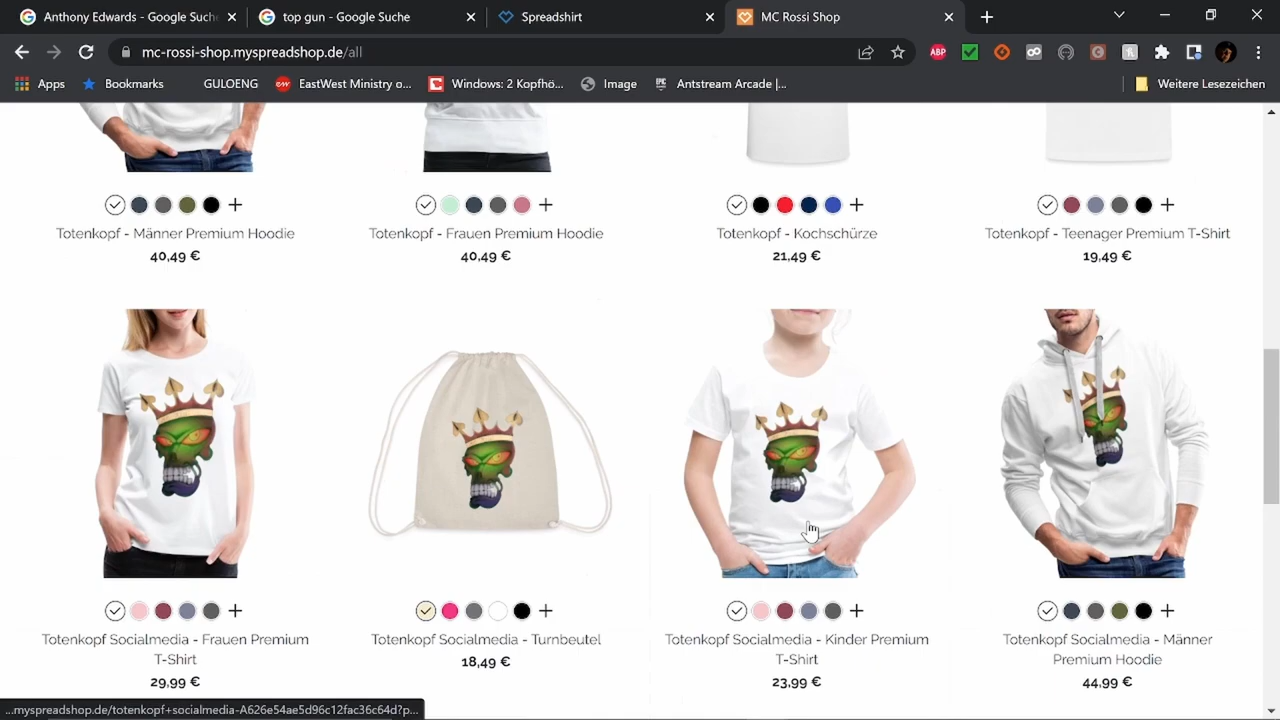 Anthony Edwards - Google Suche
top gun - Google Suche
Spreadshirt
MC Rossi Shop
mc-rossi-shop.myspreadshop.de/all
ABP
Apps
Bookmarks
GULOENG
EastWest Ministry o...
Windows: 2 Kopfhö...
Image
Antstream Arcade |...
Weitere Lesezeichen
Totenkopf - Männer Premium Hoodie
40,49 €
Totenkopf - Frauen Premium Hoodie
40,49 €
Totenkopf - Kochschürze
21,49 €
Totenkopf - Teenager Premium T-Shirt
19,49 €
Totenkopf Socialmedia - Frauen Premium
T-Shirt
29,99 €
Totenkopf Socialmedia - Turnbeutel
18,49 €
Totenkopf Socialmedia - Kinder Premium
T-Shirt
23,99 €
Totenkopf Socialmedia - Männer
Premium Hoodie
44,99 €
...myspreadshop.de/totenkopf+socialmedia-A626e54ae5d96c12fac36c64d?p...